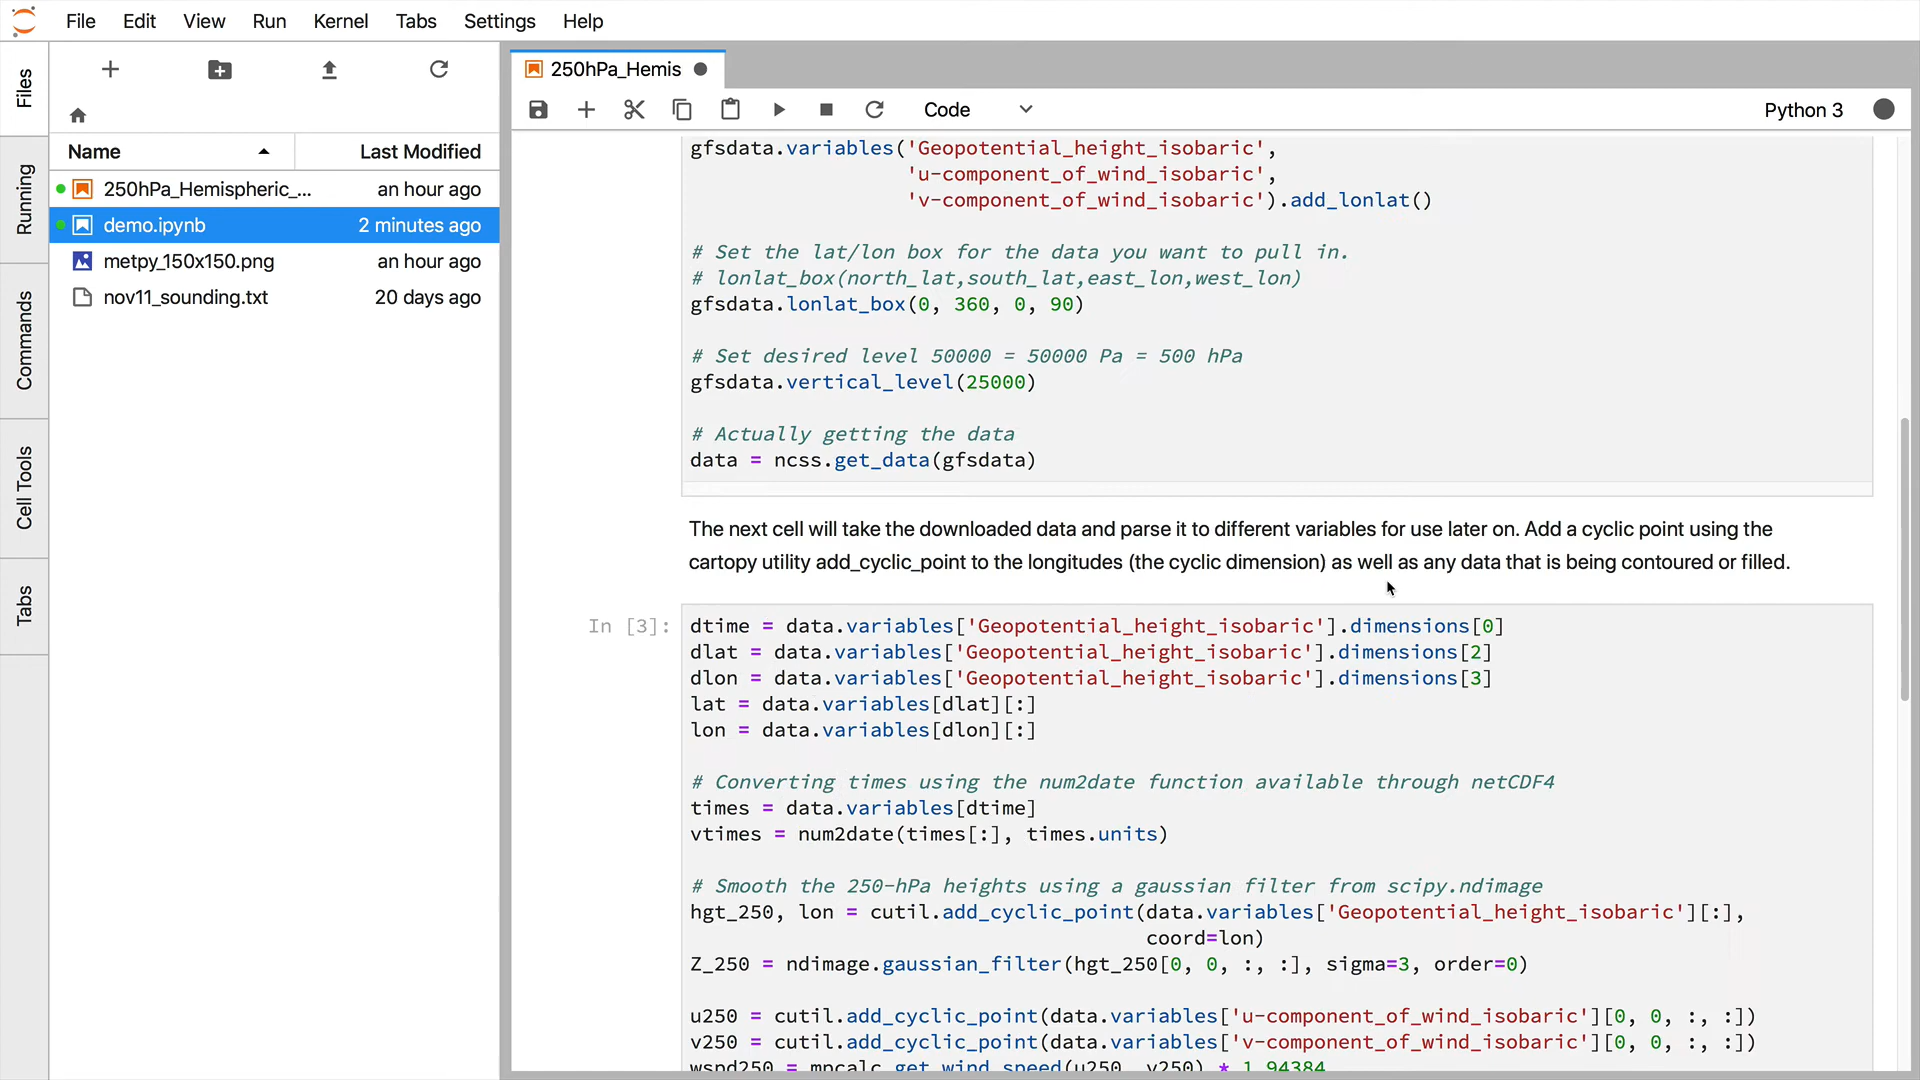 File Edit View Run Kernel Tabs Settings Help
Files
Running
Commands
Cell Tools
Tabs
Name Last Modified
250hPa_Hemispheric_... an hour ago
demo.ipynb 2 minutes ago
metpy_150x150.png an hour ago
nov11_sounding.txt 20 days ago
250hPa_Hemis
Code Python 3
gfsdata.variables('Geopotential_height_isobaric',
'u-component_of_wind_isobaric',
'v-component_of_wind_isobaric').add_lonlat()
# Set the lat/lon box for the data you want to pull in.
# lonlat_box(north_lat,south_lat,east_lon,west_lon)
gfsdata.lonlat_box(0, 360, 0, 90)
# Set desired level 50000 = 50000 Pa = 500 hPa
gfsdata.vertical_level(25000)
# Actually getting the data
data = ncss.get_data(gfsdata)
The next cell will take the downloaded data and parse it to different variables for use later on. Add a cyclic point using the
cartopy utility add_cyclic_point to the longitudes (the cyclic dimension) as well as any data that is being contoured or filled.
In [3]: dtime = data.variables['Geopotential_height_isobaric'].dimensions[0]
dlat = data.variables['Geopotential_height_isobaric'].dimensions[2]
dlon = data.variables['Geopotential_height_isobaric'].dimensions[3]
lat = data.variables[dlat][:]
lon = data.variables[dlon][:]
# Converting times using the num2date function available through netCDF4
times = data.variables[dtime]
vtimes = num2date(times[:], times.units)
# Smooth the 250-hPa heights using a gaussian filter from scipy.ndimage
hgt_250, lon = cutil.add_cyclic_point(data.variables['Geopotential_height_isobaric'][:],
coord=lon)
Z_250 = ndimage.gaussian_filter(hgt_250[0, 0, :, :], sigma=3, order=0)
u250 = cutil.add_cyclic_point(data.variables['u-component_of_wind_isobaric'][0, 0, :, :])
v250 = cutil.add_cyclic_point(data.variables['v-component_of_wind_isobaric'][0, 0, :, :])
wspd250 = mpcalc.get_wind_speed(u250, v250) * 1.94384